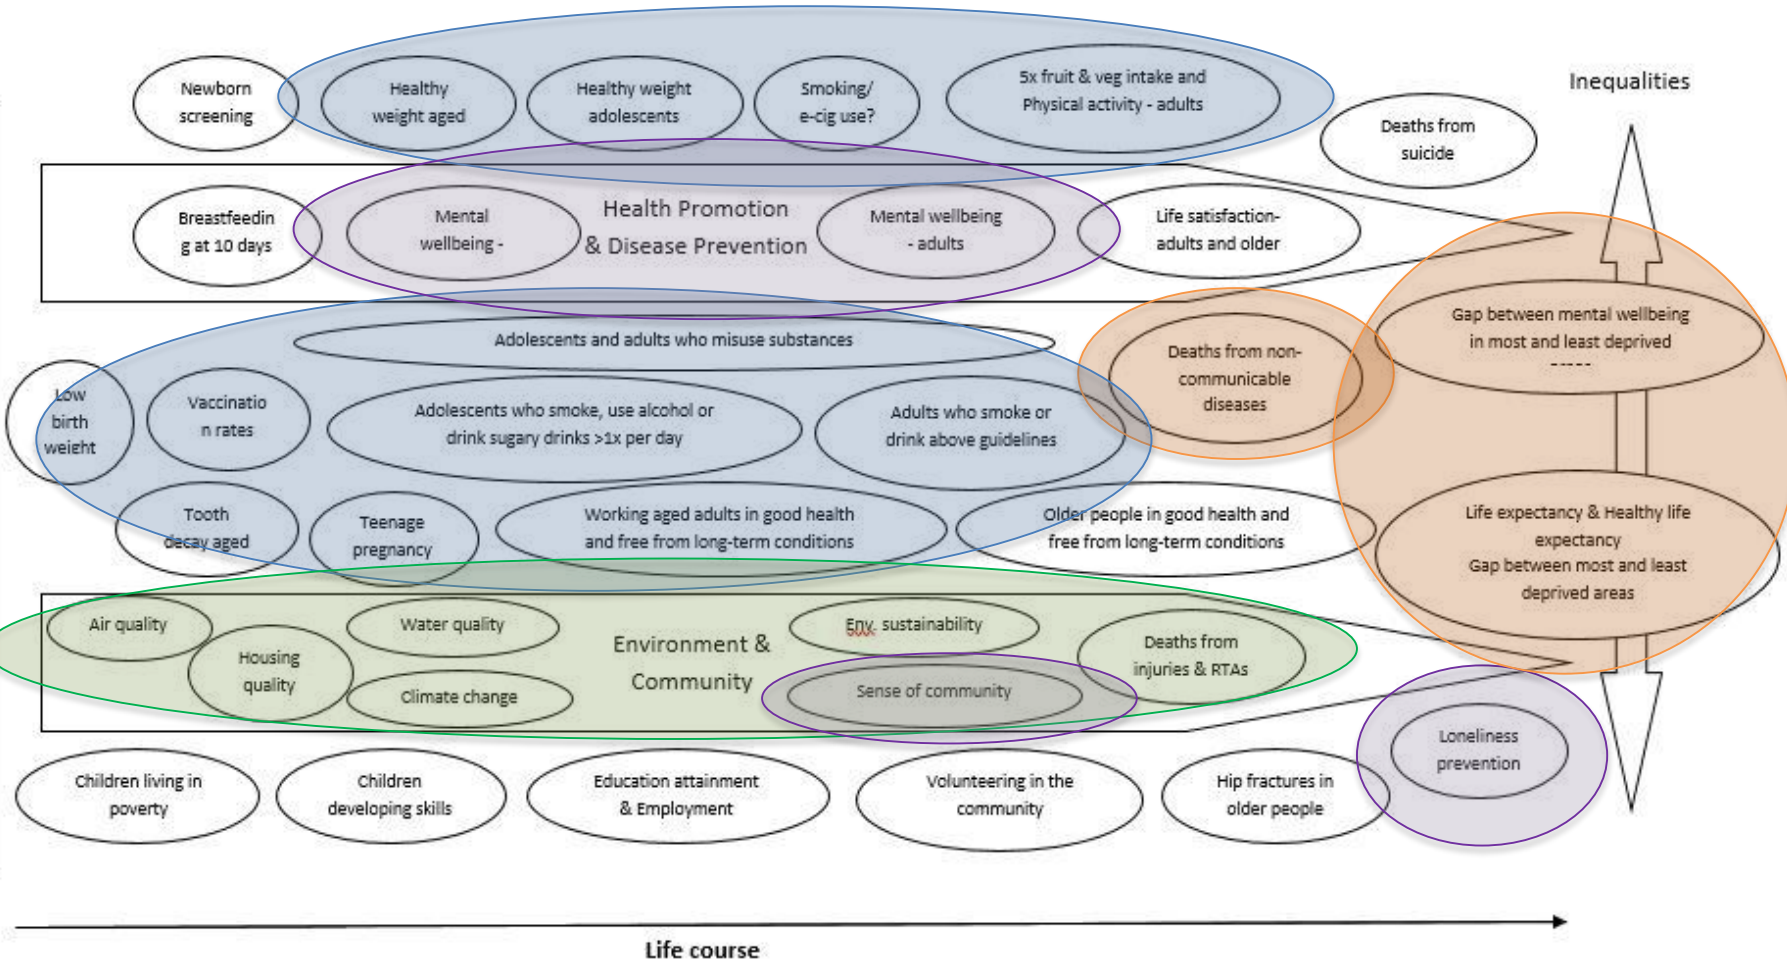 Newborn
screening
Healthy
weight aged
Healthy weight
adolescents
Smoking/
e-cig use?
5x fruit & veg intake and
Physical activity - adults
Inequalities
Deaths from
suicide
Breastfeedin
g at 10 days
Mental
wellbeing -
Health Promotion
& Disease Prevention
Mental wellbeing
- adults
Life satisfaction-
adults and older
Adolescents and adults who misuse substances
Deaths from non-
communicable
diseases
Gap between mental wellbeing
in most and least deprived
Low
birth
weight
Vaccinatio
n rates
Adolescents who smoke, use alcohol or
drink sugary drinks >1x per day
Adults who smoke or
drink above guidelines
Tooth
decay aged
Teenage
pregnancy
Working aged adults in good health
and free from long-term conditions
Older people in good health and
free from long-term conditions
Life expectancy & Healthy life
expectancy
Gap between most and least
deprived areas
Air quality
Housing
quality
Water quality
Climate change
Environment &
Community
Env. sustainability
Sense of community
Deaths from
injuries & RTAs
Loneliness
prevention
Children living in
poverty
Children
developing skills
Education attainment
& Employment
Volunteering in the
community
Hip fractures in
older people
Life course